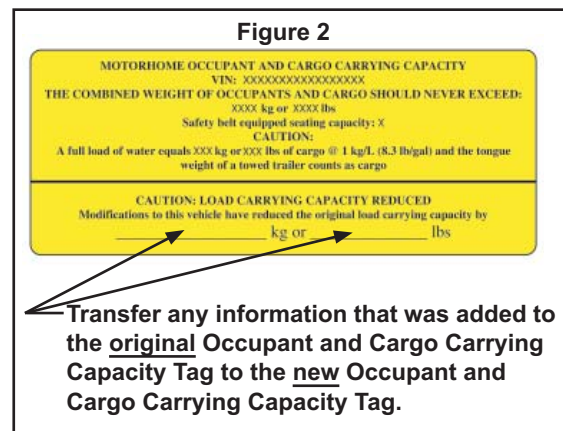 Figure 2
MOTORHOME OCCUPANT AND CARGO CARRYING CAPACITY
VIN: XXXXXXXXXXXXXXXXX
THE COMBINED WEIGHT OF OCCUPANTS AND CARGO SHOULD NEVER EXCEED:
XXXX kg or XXXX lbs
Safety belt equipped seating capacity: X
CAUTION:
A full load of water equals XXX kg or XXX lbs of cargo @ 1 kg/L (8.3 lb/gal) and the tongue
weight of a towed trailer counts as cargo
CAUTION: LOAD CARRYING CAPACITY REDUCED
Modifications to this vehicle have reduced the original load carrying capacity by
_______________ kg or ____________ lbs
Transfer any information that was added to
the original Occupant and Cargo Carrying
Capacity Tag to the new Occupant and
Cargo Carrying Capacity Tag.